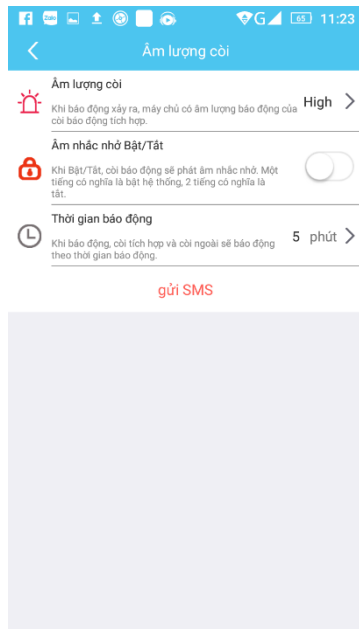 65 11:23
Âm lượng còi
Âm lượng còi
Khi báo động xảy ra, máy chủ có âm lượng báo động của
còi báo động tích hợp.
High
Âm nhắc nhở Bật/Tắt
Khi Bật/Tắt, còi báo động sẽ phát âm nhắc nhở. Một
tiếng có nghĩa là bật hệ thống, 2 tiếng có nghĩa là
tắt.
Thời gian báo động
Khi báo động, còi tích hợp và còi ngoài sẽ báo động
theo thời gian báo động.
5 phút
gửi SMS